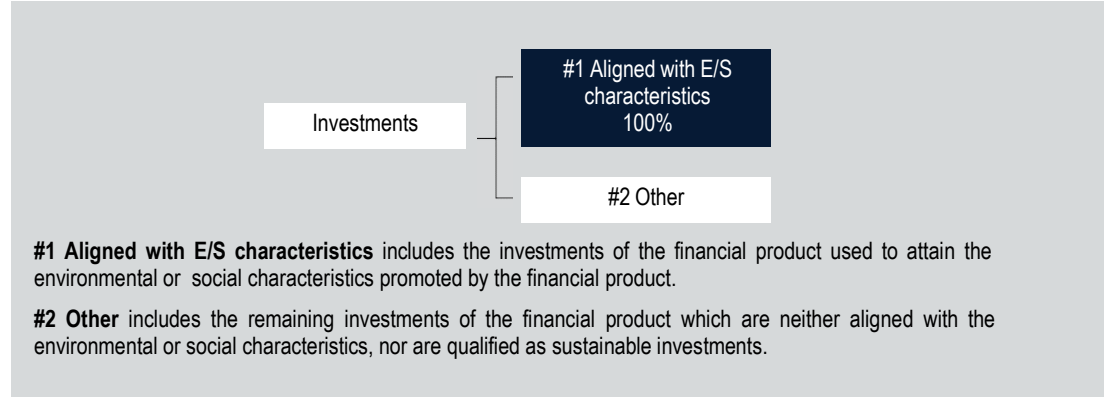 #1 Aligned with E/S
characteristics
100%
Investments
#2 Other
#1 Aligned with E/S characteristics includes the investments of the financial product used to attain the
environmental or social characteristics promoted by the financial product.
#2 Other includes the remaining investments of the financial product which are neither aligned with the
environmental or social characteristics, nor are qualified as sustainable investments.